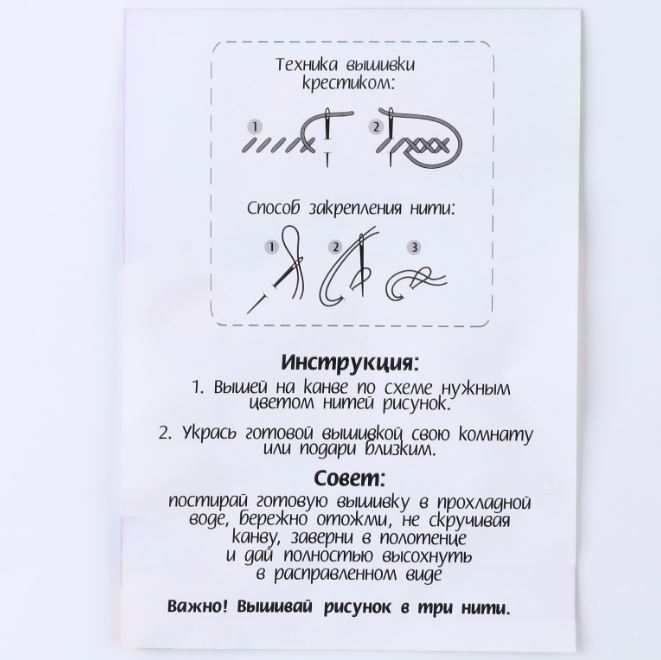 Техника вышивки
крестиком:
1 2
Способ закрепления нити:
1 2 3
Инструкция:
1. Вышей на канве по схеме нужным
цветом нитей рисунок.
2. Укрась готовой вышивкой свою комнату
или подари близким.
Совет:
постирай готовую вышивку в прохладной
воде, бережно отожми, не скручивая
канву, заверни в полотенце
и дай полностью высохнуть
в расправленном виде
Важно! Вышивай рисунок в три нити.